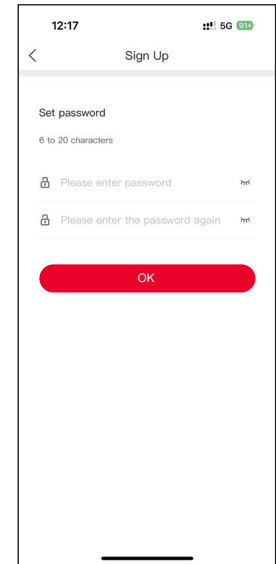 12:17 5G 91
Sign Up
Set password
6 to 20 characters
Please enter password
Please enter the password again
OK